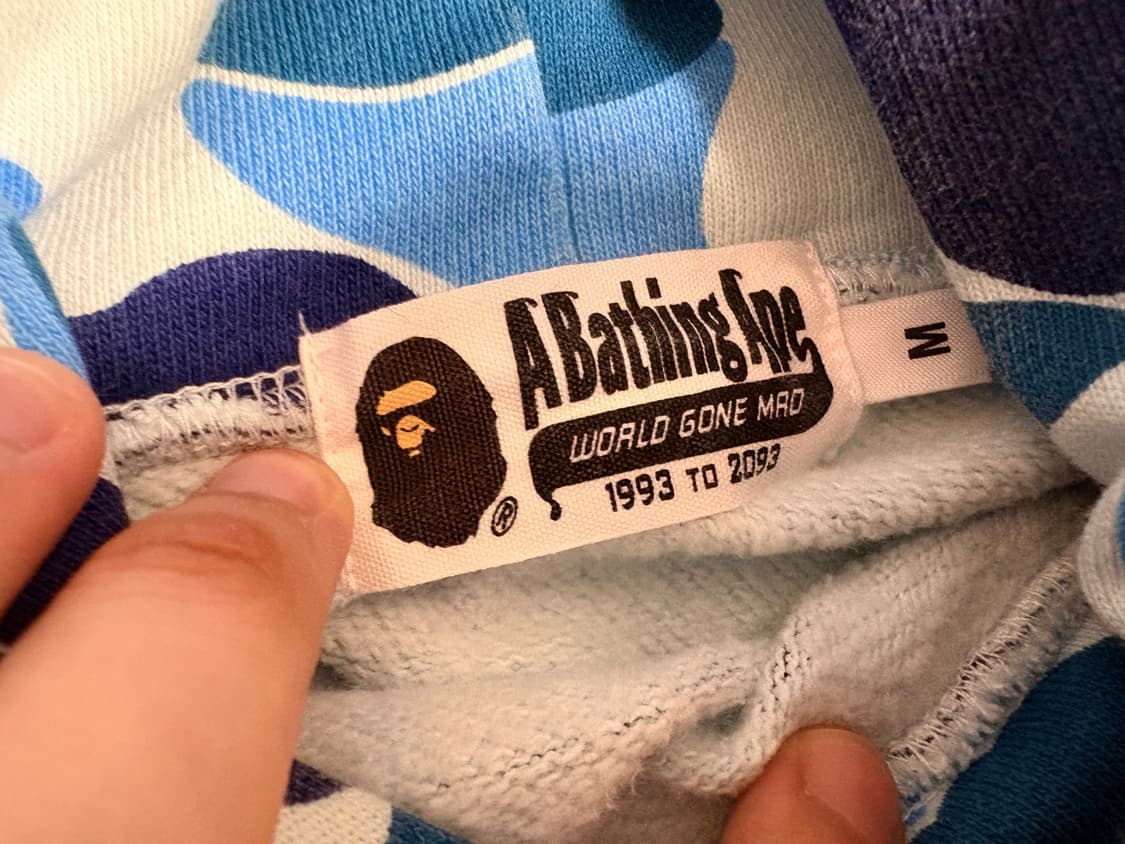 A Bathing Ape
WORLD GONE MAD
1993 TO 2093
®
M